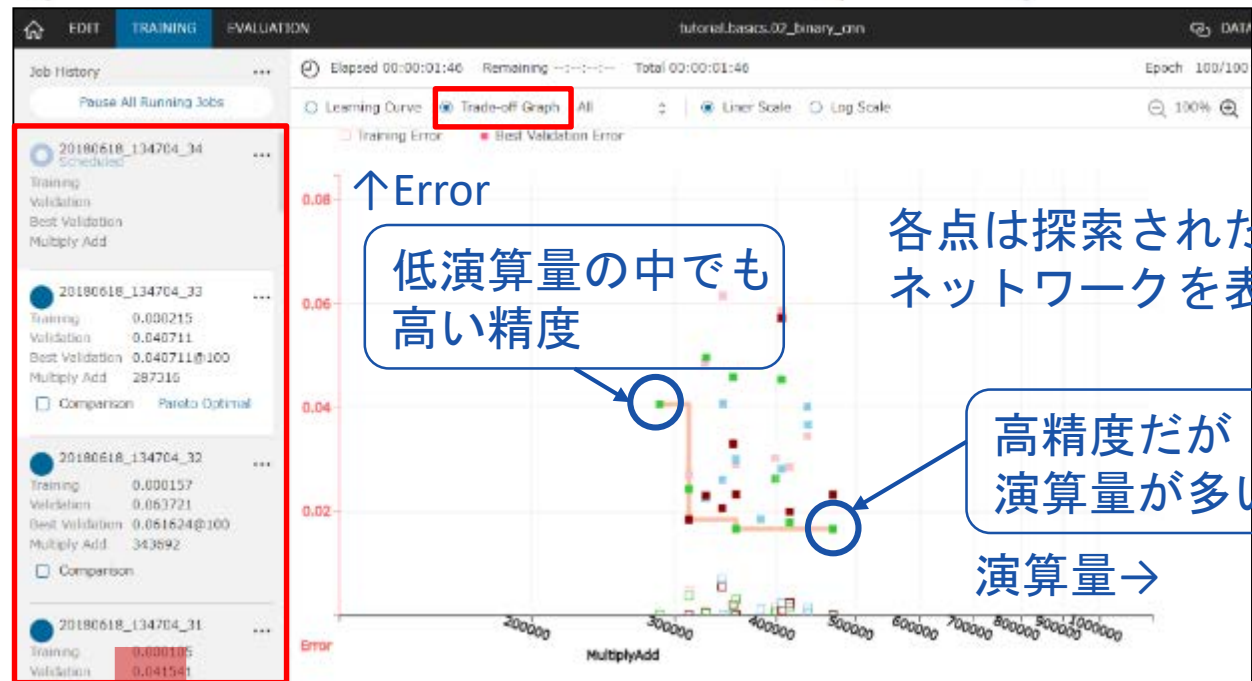 EDIT TRAINING EVALUATION tutorial.basics.02_binary_cnn DATA
Job History ...
Pause All Running Jobs
Elapsed 00:00:01:46 Remaining --:--:--:-- Total 00:00:01:46 Epoch 100/100
Learning Curve Trade-off Graph All Liner Scale Log Scale 100%
Training Error Best Validation Error
20180618_134704_34 ...
Scheduled
Training
Validation
Best Validation
Multiply Add
20180618_134704_33 ...
Training 0.000215
Validation 0.040711
Best Validation 0.040711@100
Multiply Add 287316
Comparison Pareto Optimal
20180618_134704_32 ...
Training 0.000157
Validation 0.063721
Best Validation 0.061624@100
Multiply Add 343692
Comparison
20180618_134704_31 ...
Training 0.000105
Validation 0.041541
↑Error
低演算量の中でも
高い精度
各点は探索された
ネットワークを表
高精度だが
演算量が多い
演算量→
0.08
0.06
0.04
0.02
Error
200000 300000 400000 500000 600000 700000 800000 900000 1000000
MultiplyAdd